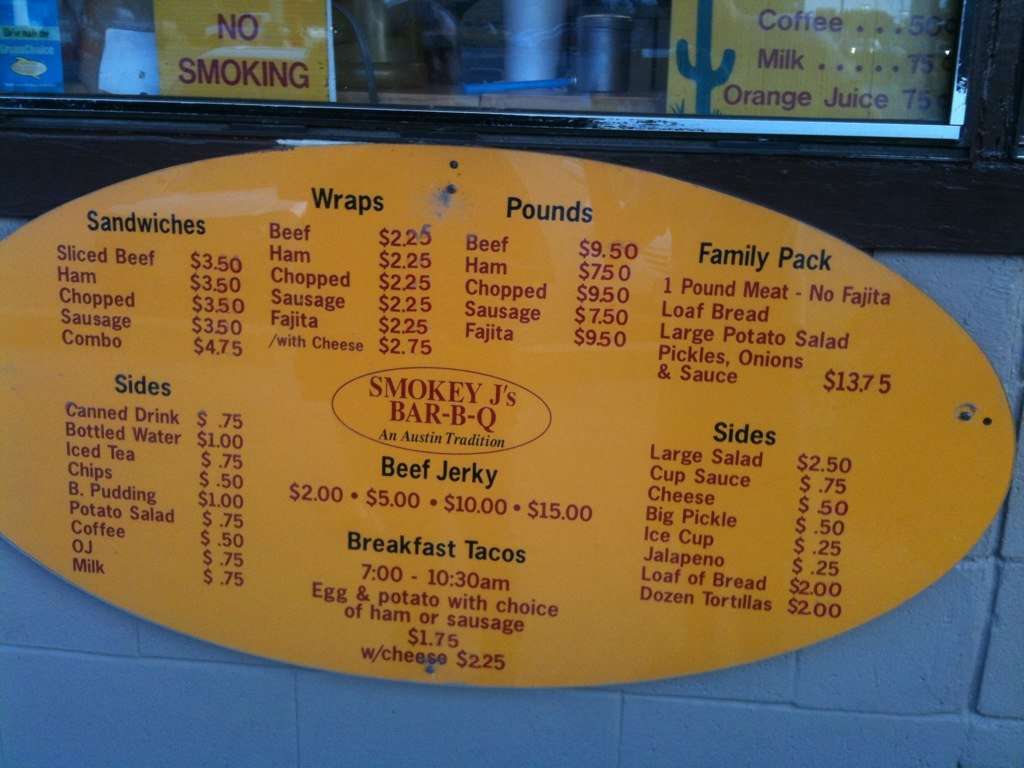 NO
SMOKING
Coffee . . . 50
Milk . . . . . 75
Orange Juice 75
Sandwiches
Sliced Beef $3.50
Ham $3.50
Chopped $3.50
Sausage $3.50
Combo $4.75
Wraps
Beef $2.25
Ham $2.25
Chopped $2.25
Sausage $2.25
Fajita $2.25
/with Cheese $2.75
Pounds
Beef $9.50
Ham $7.50
Chopped $9.50
Sausage $7.50
Fajita $9.50
Family Pack
1 Pound Meat - No Fajita
Loaf Bread
Large Potato Salad
Pickles, Onions
& Sauce $13.75
Sides
Canned Drink $ .75
Bottled Water $1.00
Iced Tea $ .75
Chips $ .50
B. Pudding $1.00
Potato Salad $ .75
Coffee $ .50
OJ $ .75
Milk $ .75
SMOKEY J's
BAR-B-Q
An Austin Tradition
Beef Jerky
$2.00 • $5.00 • $10.00 • $15.00
Breakfast Tacos
7:00 - 10:30am
Egg & potato with choice
of ham or sausage
$1.75
w/cheese $2.25
Sides
Large Salad $2.50
Cup Sauce $ .75
Cheese $ .50
Big Pickle $ .50
Ice Cup $ .25
Jalapeno $ .25
Loaf of Bread $2.00
Dozen Tortillas $2.00